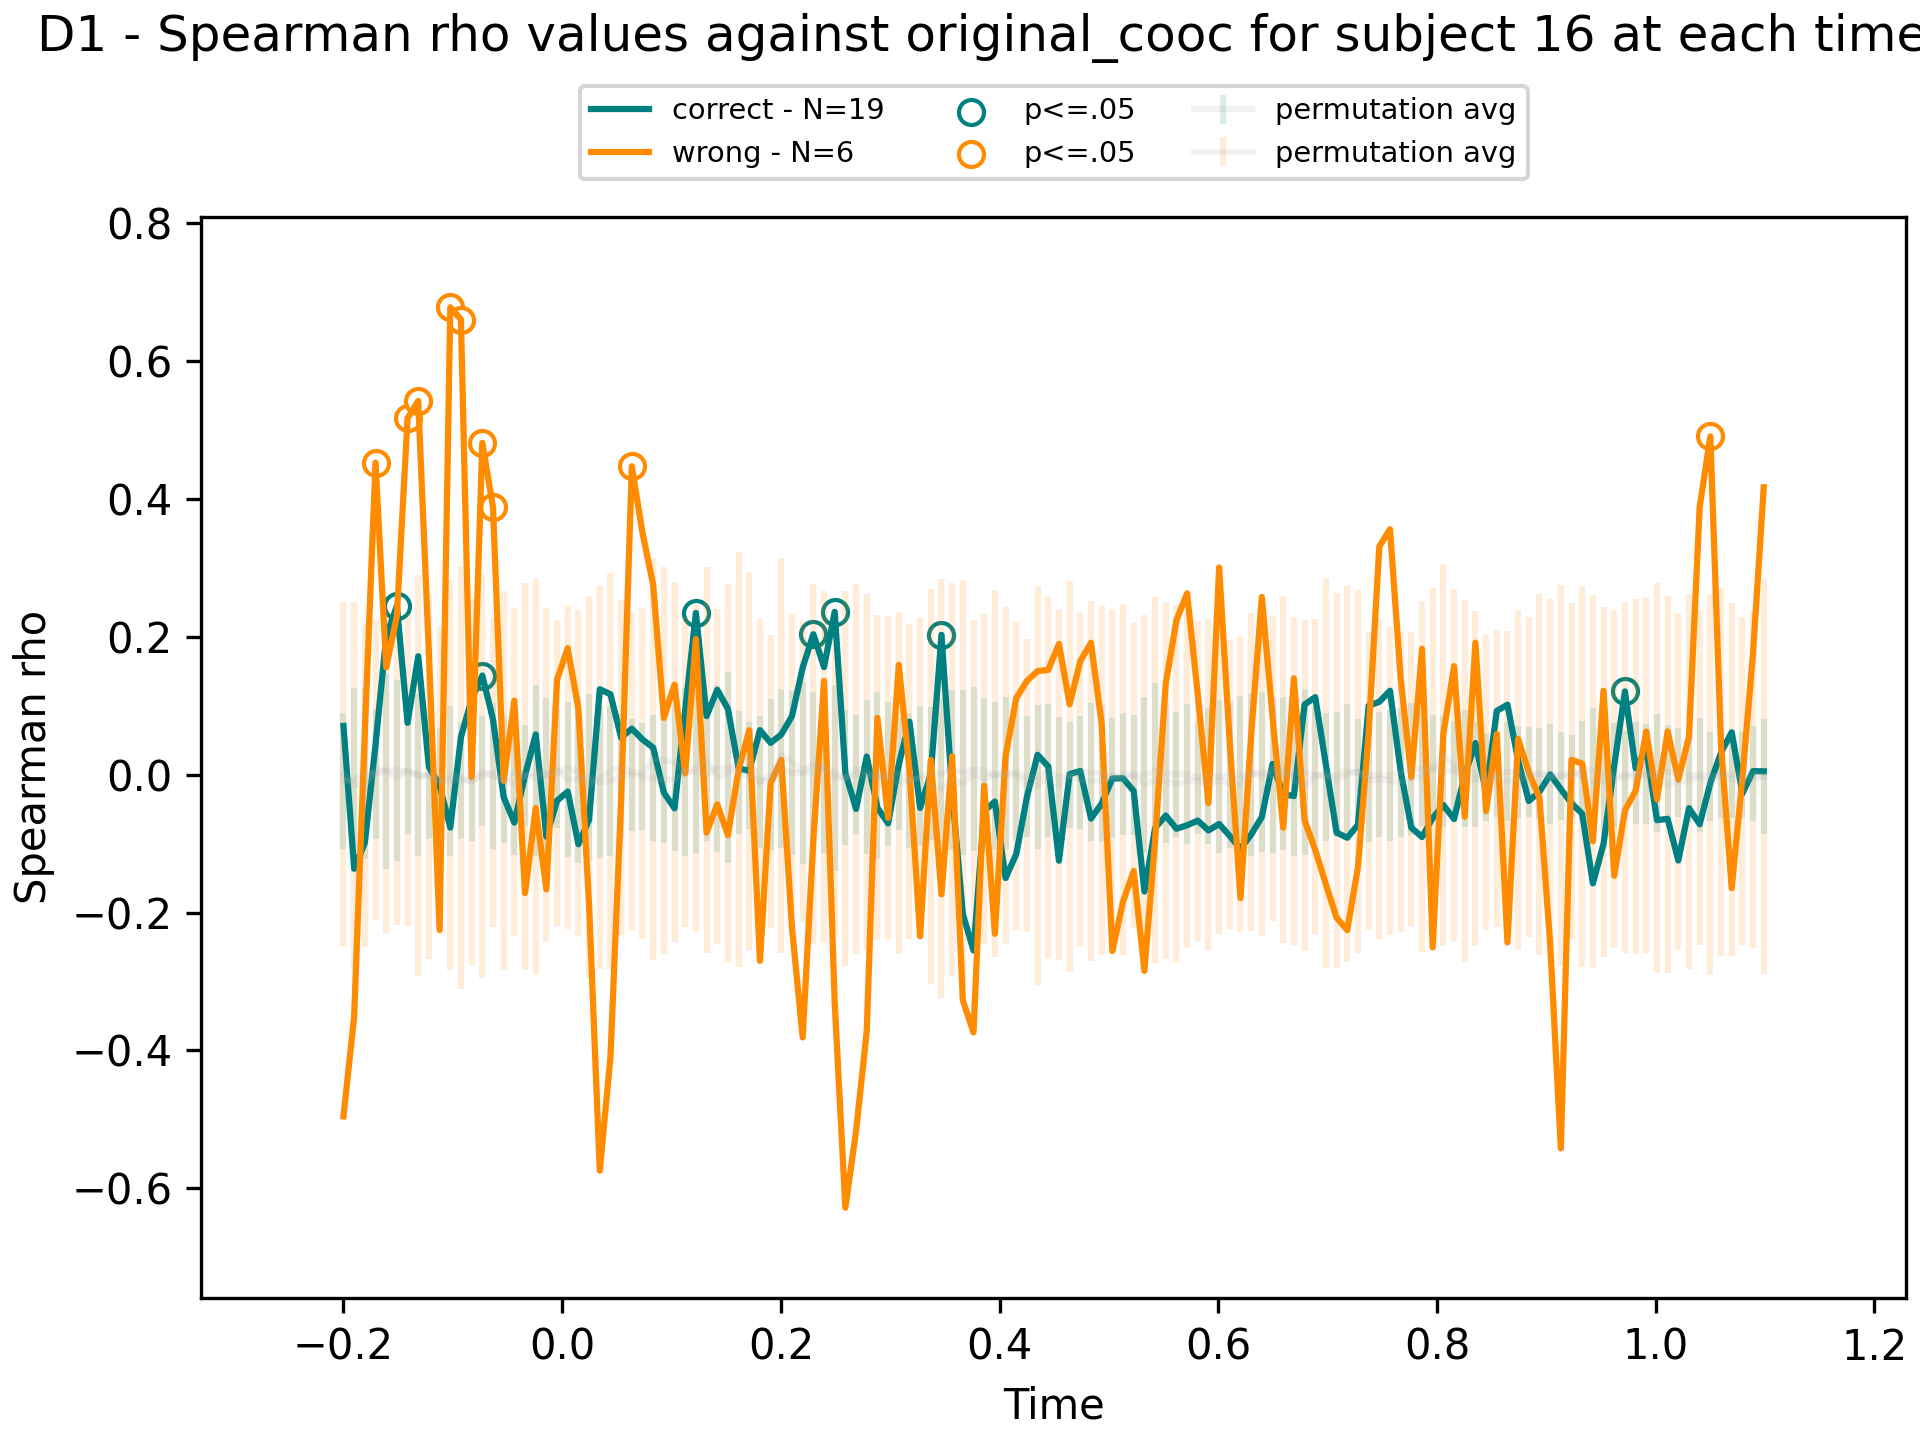 D1 - Spearman rho values against original_cooc for subject 16 at each time
correct - N=19
wrong - N=6
p<=.05
p<=.05
permutation avg
permutation avg
Spearman rho
0.8
0.6
0.4
0.2
0.0
−0.2
−0.4
−0.6
−0.2 0.0 0.2 0.4 0.6 0.8 1.0 1.2
Time